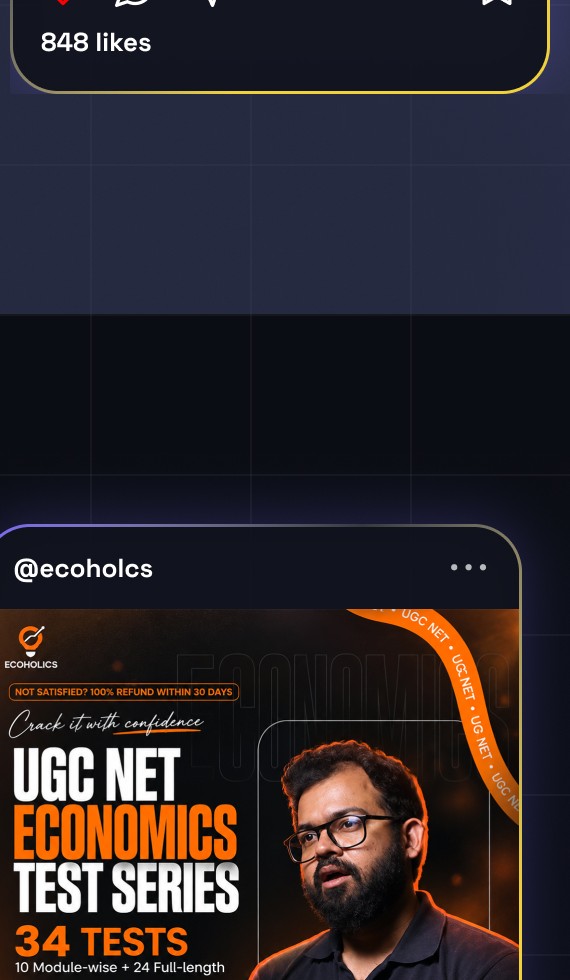 848 likes
@ecoholcs
ECOHOLICS
NOT SATISFIED? 100% REFUND WITHIN 30 DAYS
Crack it with confidence
ECONOMICS
UGC NET
ECONOMICS
TEST SERIES
34 TESTS
10 Module-wise + 24 Full-length
UGC NET • UGC NET • UG NET • UGC NE